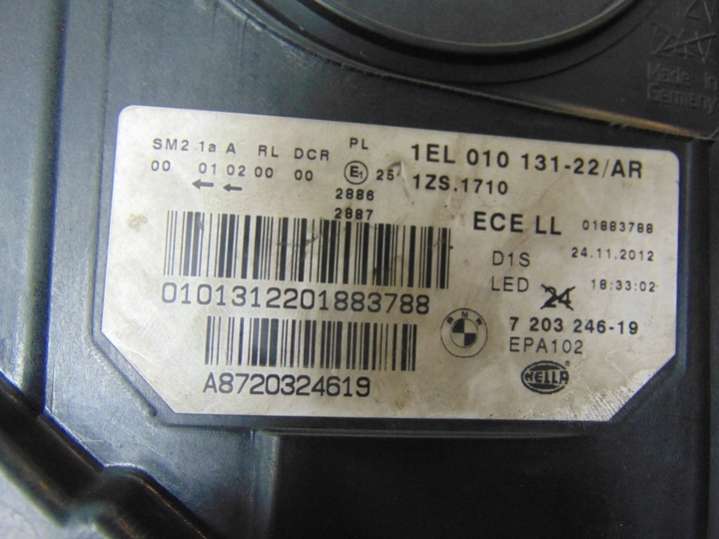 24V
Made in
Germany
SM2 1a A RL DCR PL
00 01 02 00 00 E1 25
2886
2887
1EL 010 131-22/AR
1ZS.1710
ECE LL 01883788
D1S 24.11.2012
LED 24 18:33:02
0101312201883788
BMW
7 203 246-19
EPA102
HELLA
A8720324619